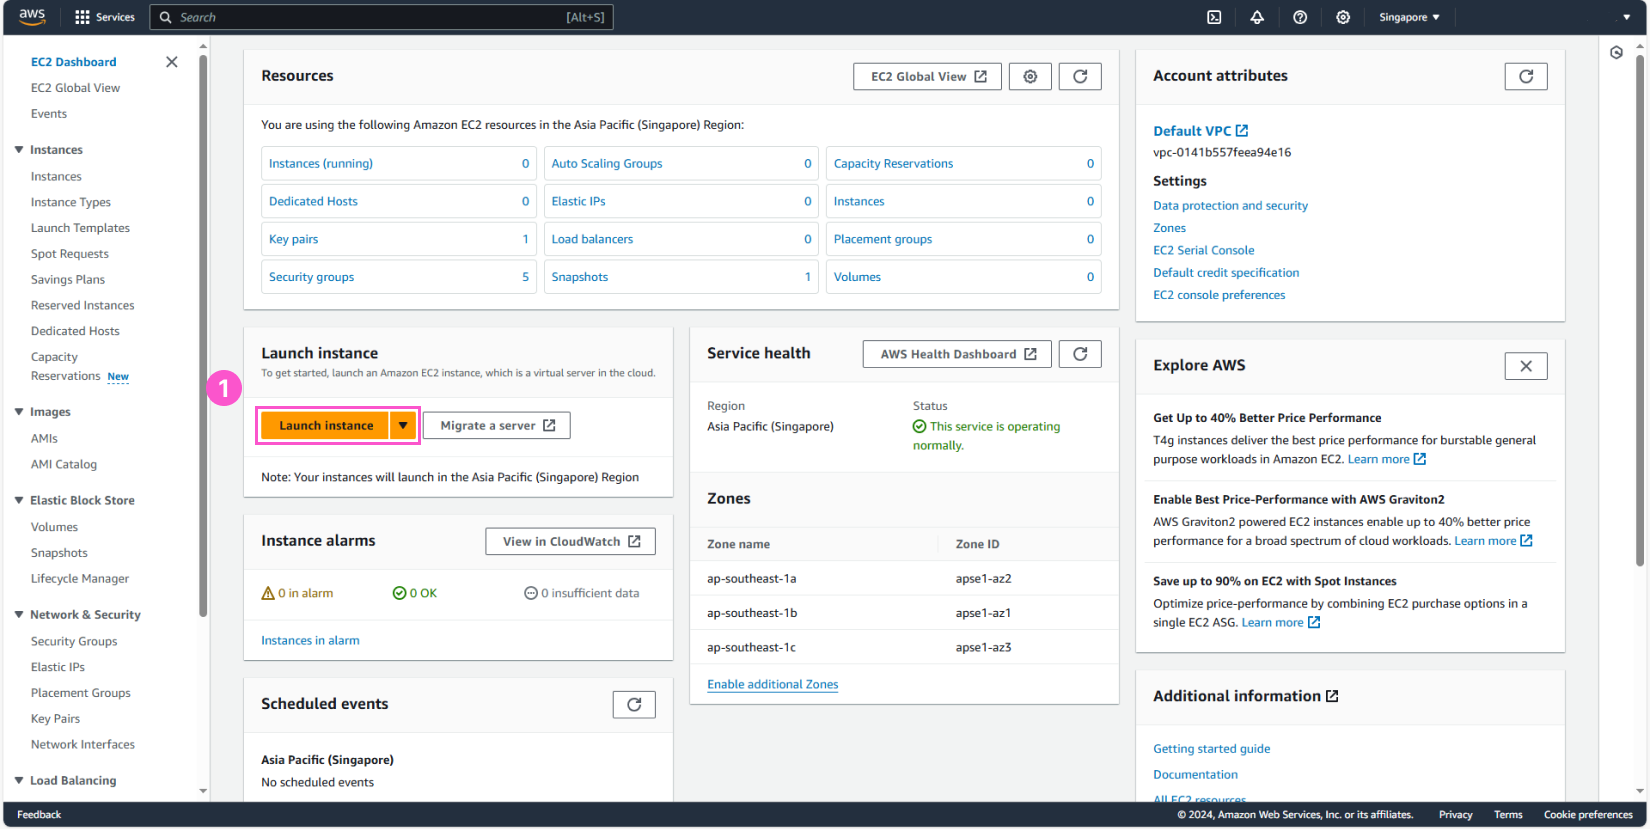 aws
Services
Search
[Alt+S]
Singapore
EC2 Dashboard
EC2 Global View
Events
Instances
Instances
Instance Types
Launch Templates
Spot Requests
Savings Plans
Reserved Instances
Dedicated Hosts
Capacity
Reservations New
Images
AMIs
AMI Catalog
Elastic Block Store
Volumes
Snapshots
Lifecycle Manager
Network & Security
Security Groups
Elastic IPs
Placement Groups
Key Pairs
Network Interfaces
Load Balancing
Resources
EC2 Global View
You are using the following Amazon EC2 resources in the Asia Pacific (Singapore) Region:
Instances (running) 0
Auto Scaling Groups 0
Capacity Reservations 0
Dedicated Hosts 0
Elastic IPs 0
Instances 0
Key pairs 1
Load balancers 0
Placement groups 0
Security groups 5
Snapshots 1
Volumes 0
Launch instance
To get started, launch an Amazon EC2 instance, which is a virtual server in the cloud.
1
Launch instance
Migrate a server
Note: Your instances will launch in the Asia Pacific (Singapore) Region
Instance alarms
View in CloudWatch
0 in alarm
0 OK
0 insufficient data
Instances in alarm
Scheduled events
Asia Pacific (Singapore)
No scheduled events
Service health
AWS Health Dashboard
Region
Asia Pacific (Singapore)
Status
This service is operating
normally.
Zones
Zone name Zone ID
ap-southeast-1a apse1-az2
ap-southeast-1b apse1-az1
ap-southeast-1c apse1-az3
Enable additional Zones
Account attributes
Default VPC
vpc-0141b557feea94e16
Settings
Data protection and security
Zones
EC2 Serial Console
Default credit specification
EC2 console preferences
Explore AWS
Get Up to 40% Better Price Performance
T4g instances deliver the best price performance for burstable general
purpose workloads in Amazon EC2. Learn more
Enable Best Price-Performance with AWS Graviton2
AWS Graviton2 powered EC2 instances enable up to 40% better price
performance for a broad spectrum of cloud workloads. Learn more
Save up to 90% on EC2 with Spot Instances
Optimize price-performance by combining EC2 purchase options in a
single EC2 ASG. Learn more
Additional information
Getting started guide
Documentation
All EC2 resources
Feedback
© 2024, Amazon Web Services, Inc. or its affiliates.
Privacy
Terms
Cookie preferences